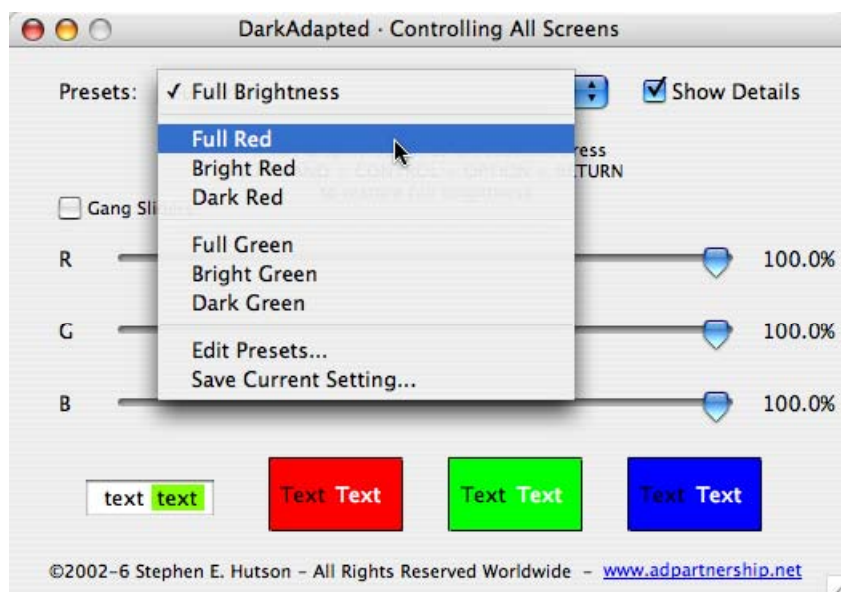 DarkAdapted · Controlling All Screens
Presets:
✓ Full Brightness
Show Details
Full Red
Bright Red
Dark Red
ress
ETURN
Gang Sliders
Full Green
Bright Green
Dark Green
Edit Presets...
Save Current Setting...
R
100.0%
G
100.0%
B
100.0%
text text
Text Text
Text Text
Text Text
©2002–6 Stephen E. Hutson – All Rights Reserved Worldwide – www.adpartnership.net